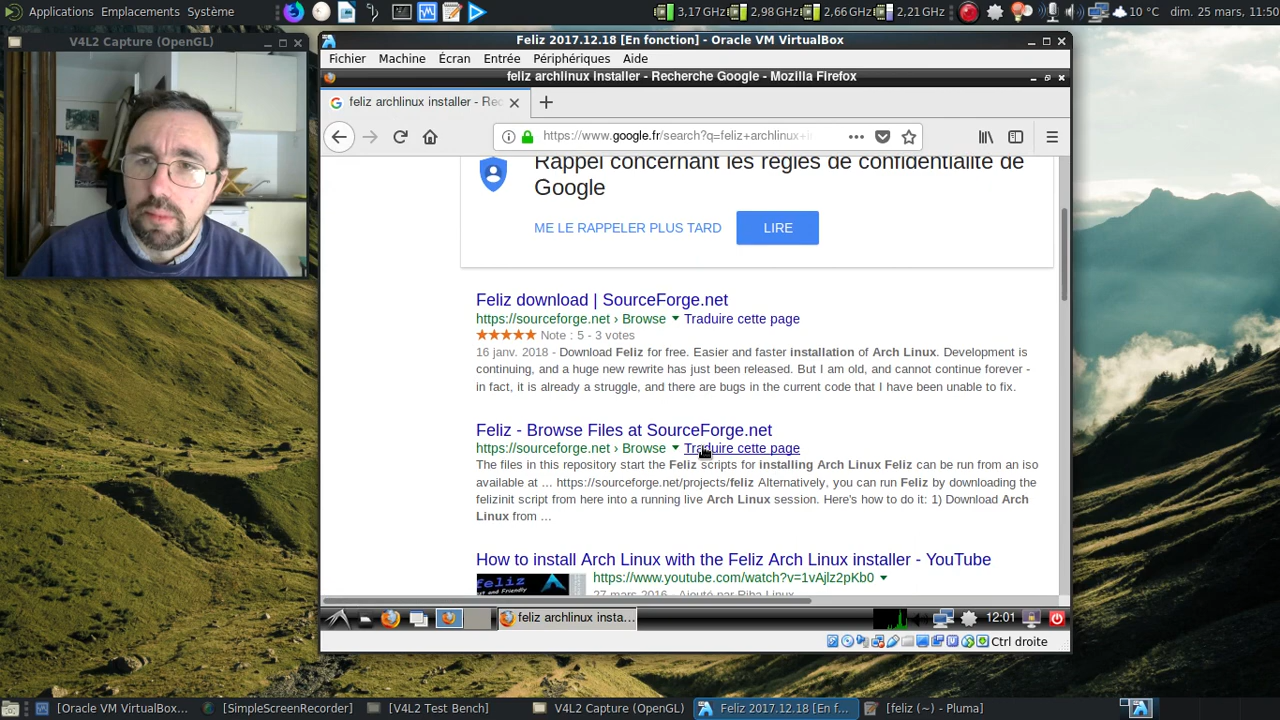 Applications Emplacements Système
3,17 GHz 2,98 GHz 2,66 GHz 2,21 GHz
10 °C dim. 25 mars, 11:50
V4L2 Capture (OpenGL)
Feliz 2017.12.18 [En fonction] - Oracle VM VirtualBox
Fichier Machine Écran Entrée Périphériques Aide
feliz archlinux installer - Recherche Google - Mozilla Firefox
feliz archlinux installer - Rec
https://www.google.fr/search?q=feliz+archlinux+i
Rappel concernant les règles de confidentialité de
Google
ME LE RAPPELER PLUS TARD LIRE
Feliz download | SourceForge.net
https://sourceforge.net › Browse ▼ Traduire cette page
★★★★★ Note : 5 - 3 votes
16 janv. 2018 - Download Feliz for free. Easier and faster installation of Arch Linux. Development is
continuing, and a huge new rewrite has just been released. But I am old, and cannot continue forever -
in fact, it is already a struggle, and there are bugs in the current code that I have been unable to fix.
Feliz - Browse Files at SourceForge.net
https://sourceforge.net › Browse ▼ Traduire cette page
The files in this repository start the Feliz scripts for installing Arch Linux Feliz can be run from an iso
available at ... https://sourceforge.net/projects/feliz Alternatively, you can run Feliz by downloading the
felizinit script from here into a running live Arch Linux session. Here's how to do it: 1) Download Arch
Linux from ...
How to install Arch Linux with the Feliz Arch Linux installer - YouTube
feliz https://www.youtube.com/watch?v=1vAjlz2pKb0 ▼
27 mars 2016 - Ajouté par Riba Linux
feliz archlinux insta... 12:01
Ctrl droite
[Oracle VM VirtualBox... [SimpleScreenRecorder] [V4L2 Test Bench] V4L2 Capture (OpenGL) Feliz 2017.12.18 [En f... [feliz (~) - Pluma]